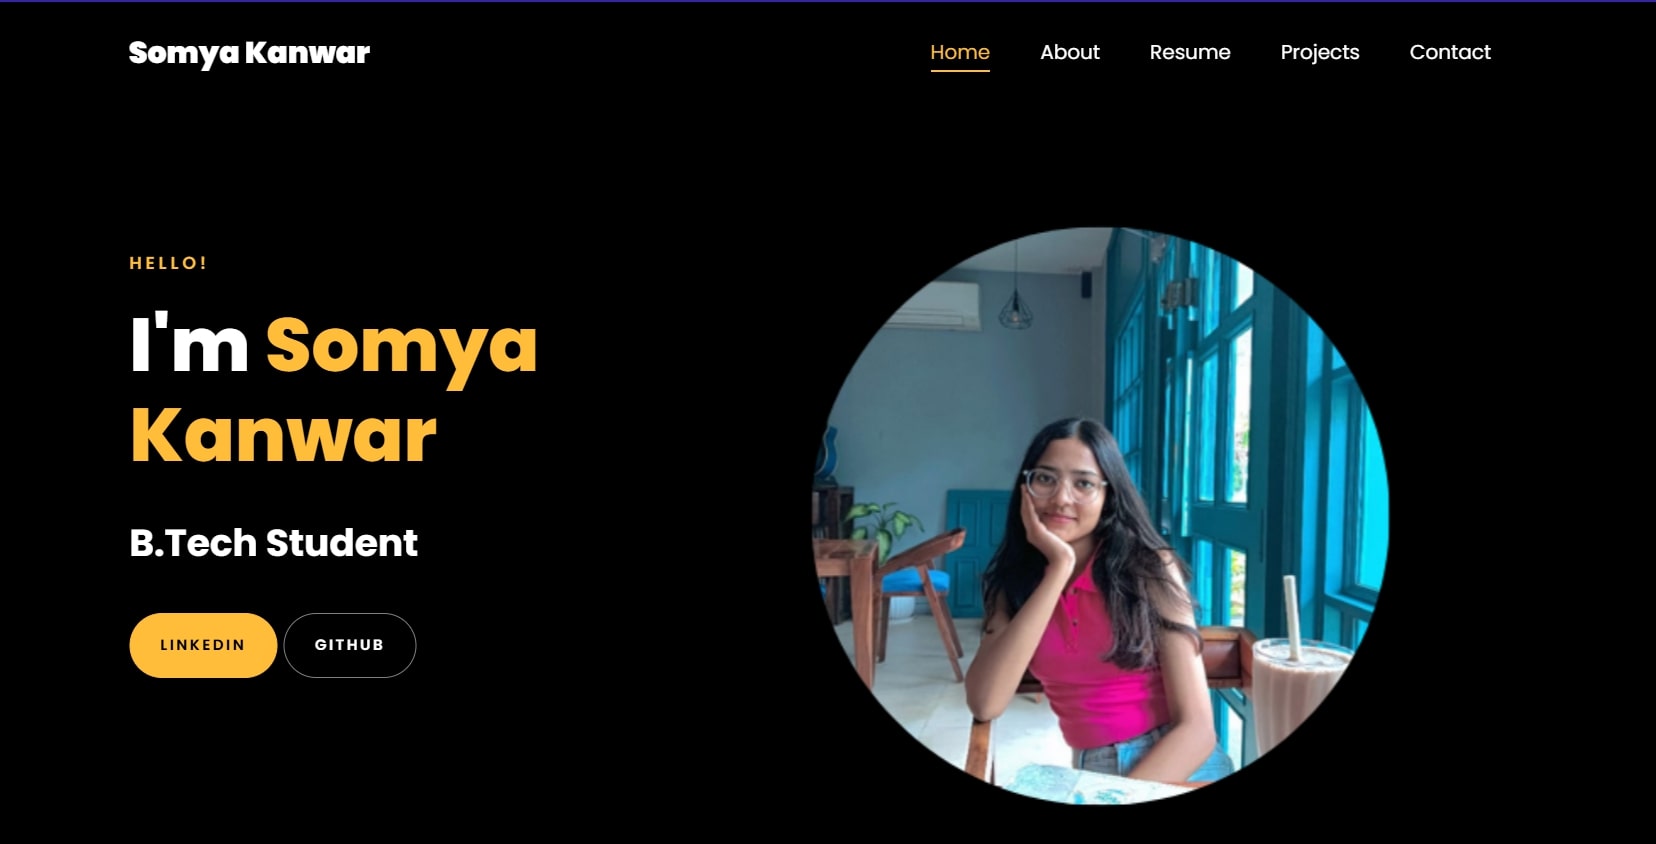 Somya Kanwar
Home About Resume Projects Contact
HELLO!
I'm Somya
Kanwar
B.Tech Student
LINKEDIN GITHUB